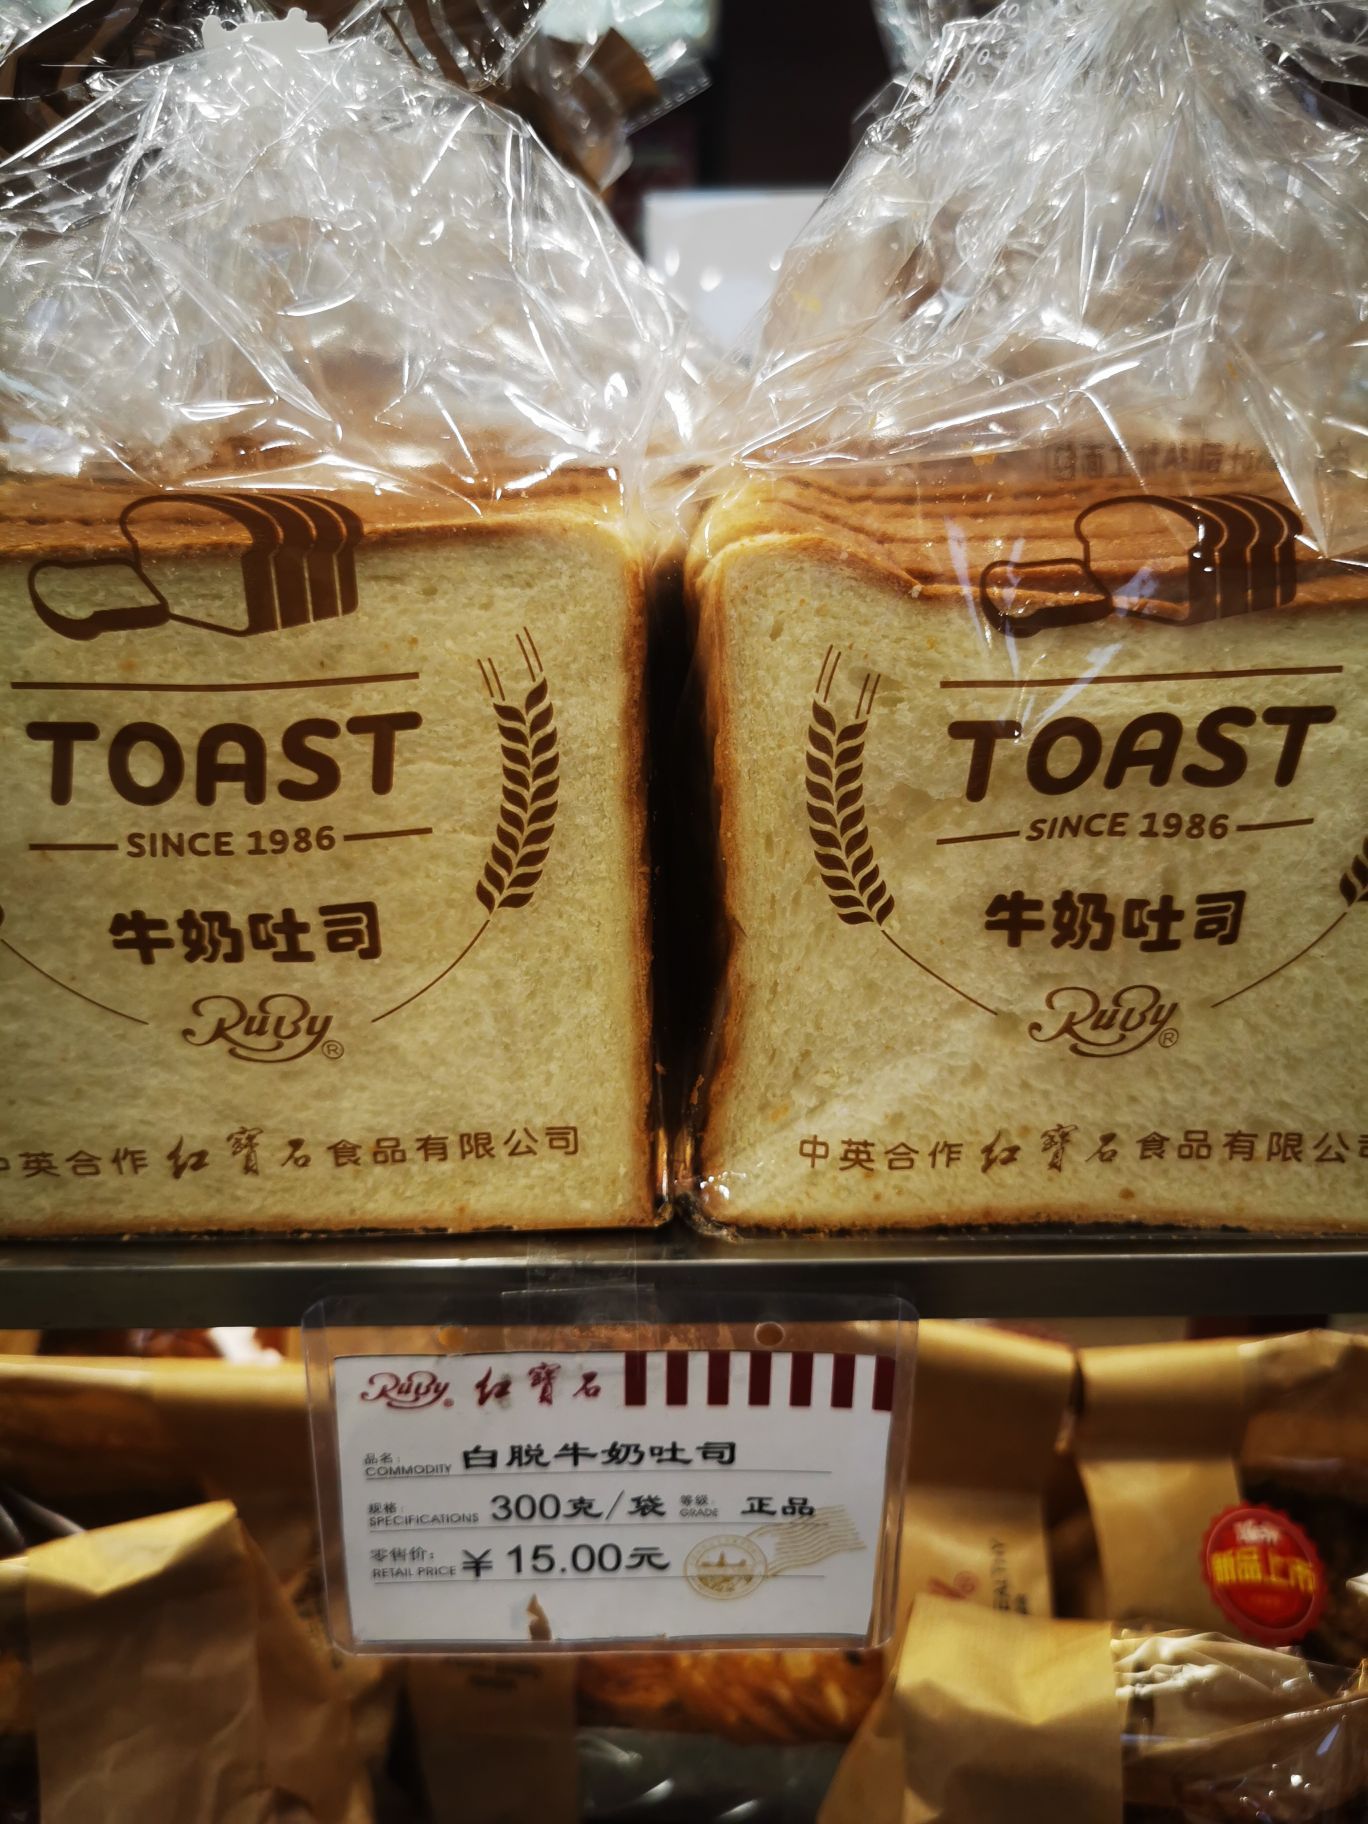 TOAST
SINCE 1986
牛奶吐司
RuBy®
中英合作 红寶石 食品有限公司
TOAST
SINCE 1986
牛奶吐司
RuBy®
中英合作 红寶石 食品有限公
RuBy® 红寶石
品名: COMMODITY 白脱牛奶吐司
规格: SPECIFICATIONS 300克/袋 等级: GRADE 正品
零售价: RETAIL PRICE ¥ 15.00元
新品上市